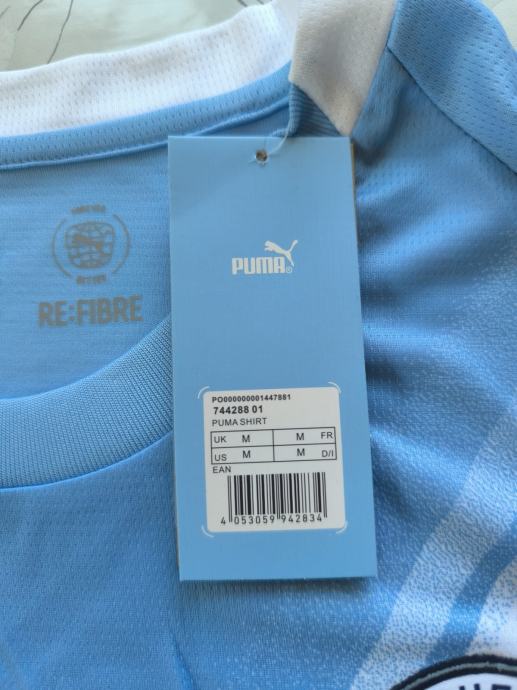 RE:FIBRE
PUMA®
PO000000001447881
744288 01
PUMA SHIRT
UK M M FR
US M M D/I
EAN
4 053059 942834